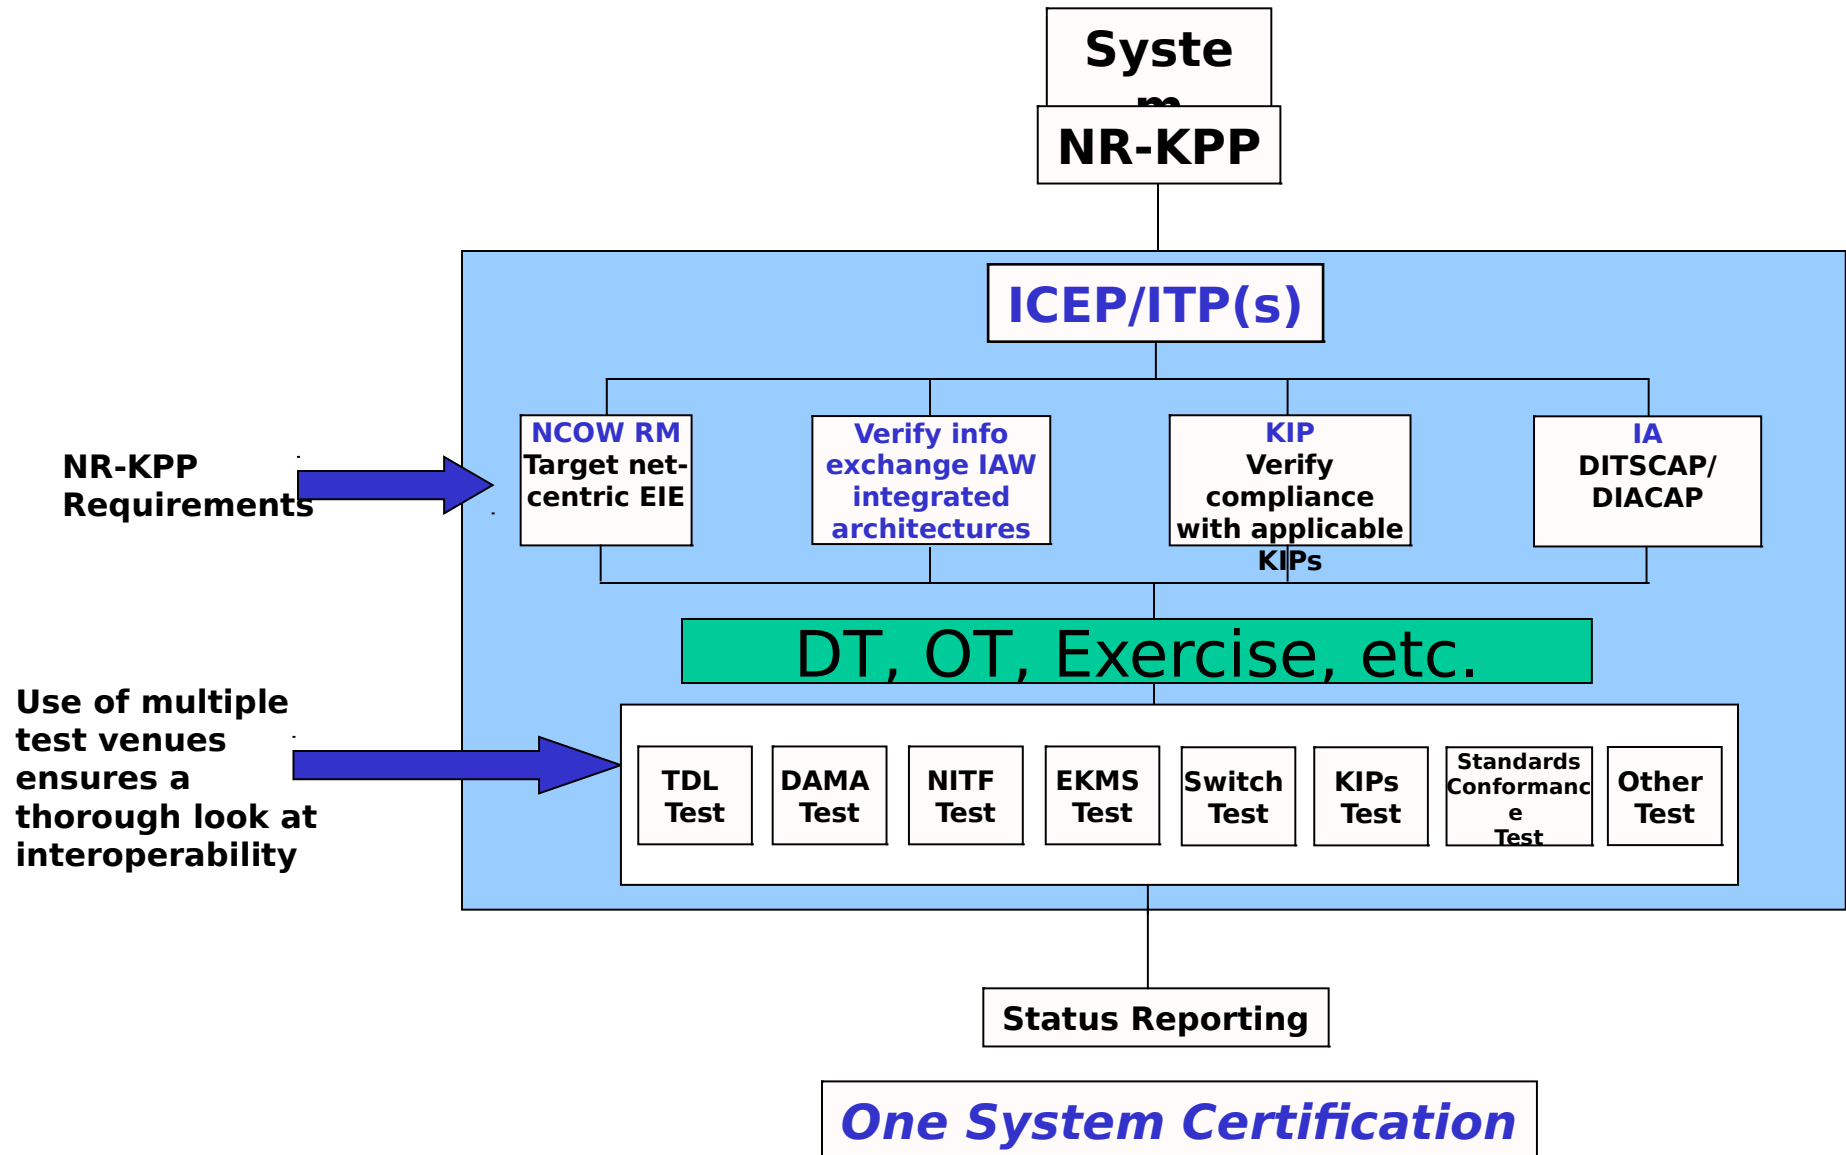 Syste
m
NR-KPP
ICEP/ITP(s)
NR-KPP
Requirements
NCOW RM
Target net-
centric EIE
Verify info
exchange IAW
integrated
architectures
KIP
Verify
compliance
with applicable
KIPs
IA
DITSCAP/
DIACAP
DT, OT, Exercise, etc.
Use of multiple
test venues
ensures a
thorough look at
interoperability
TDL
Test
DAMA
Test
NITF
Test
EKMS
Test
Switch
Test
KIPs
Test
Standards
Conformanc
e
Test
Other
Test
Status Reporting
One System Certification